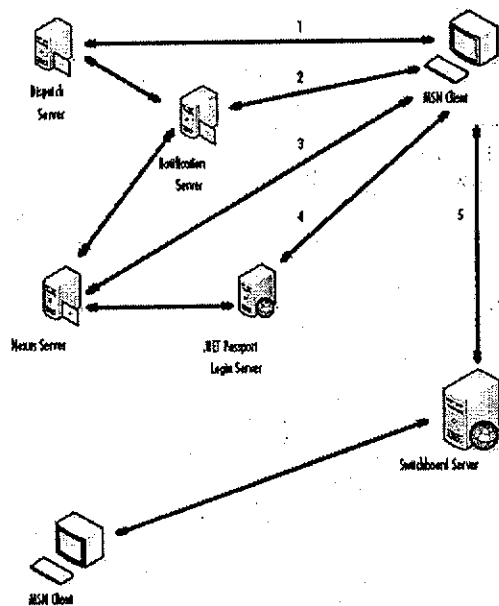 1
Dispatch
Server
2
MSN Client
Notification
Server
3
4
5
Nexus Server
.NET Passport
Login Server
Switchboard Server
MSN Client